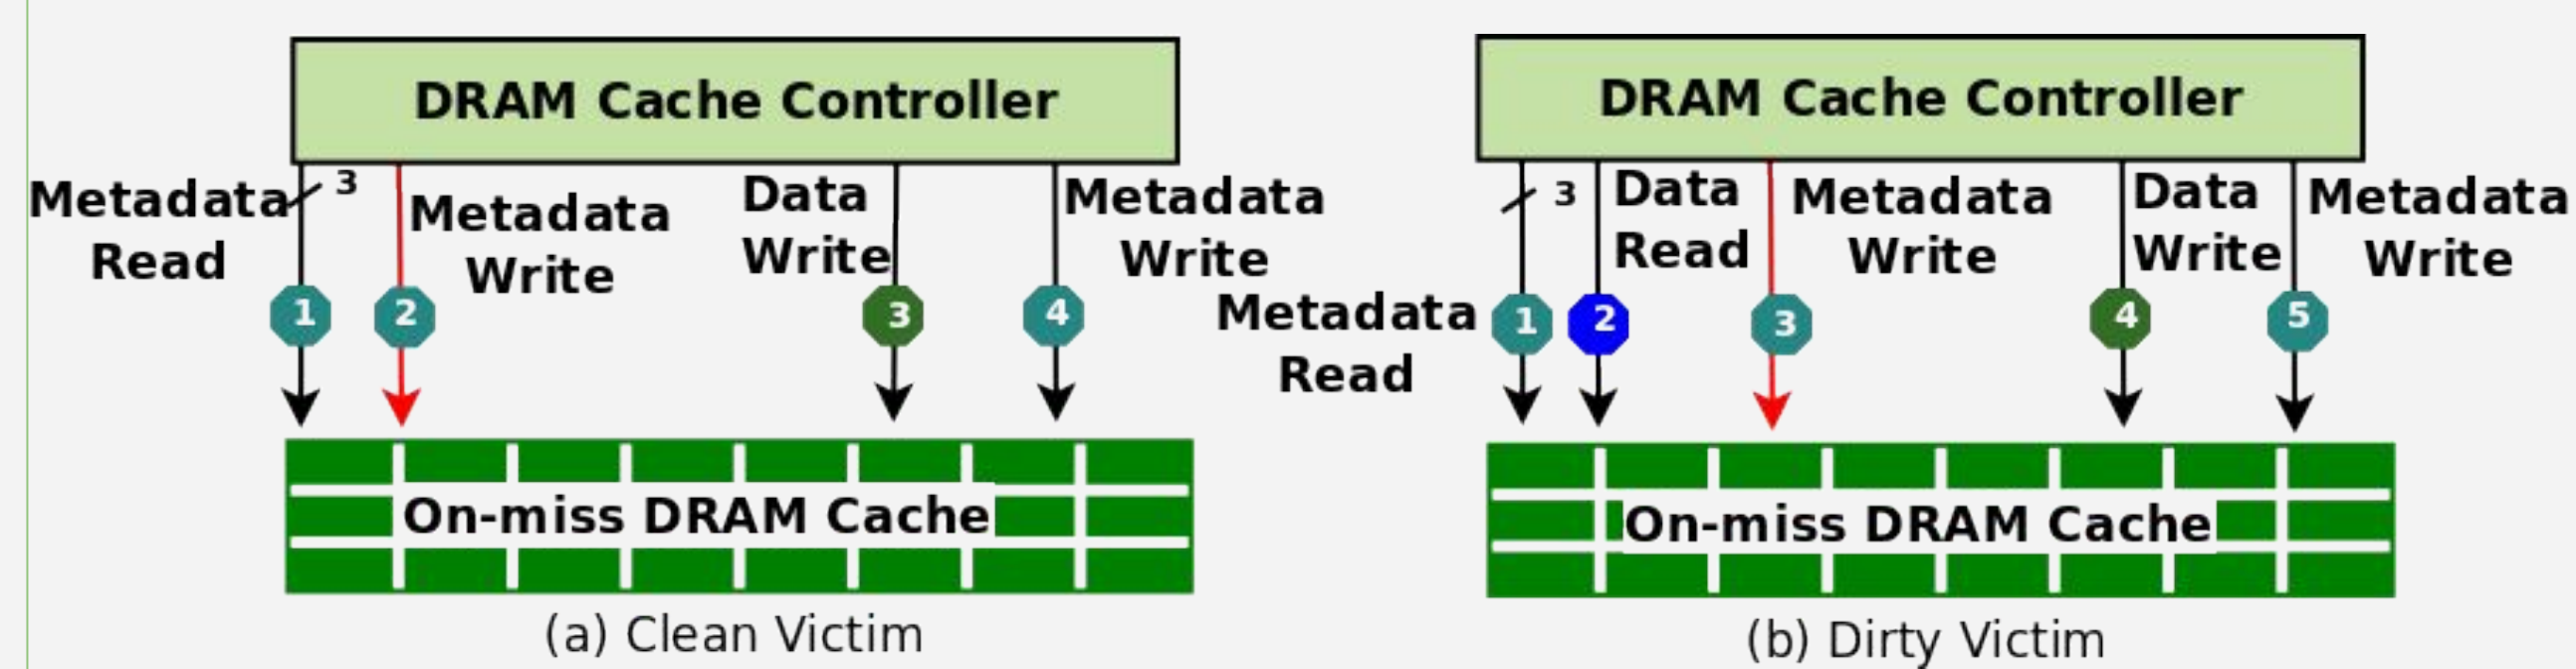 DRAM Cache Controller
Metadata
Read
3
Metadata
Write
Data
Write
Metadata
Write
1
2
3
4
On-miss DRAM Cache
(a) Clean Victim
DRAM Cache Controller
3
Data
Read
Metadata
Write
Data
Write
Metadata
Write
Metadata
Read
1
2
3
4
5
On-miss DRAM Cache
(b) Dirty Victim